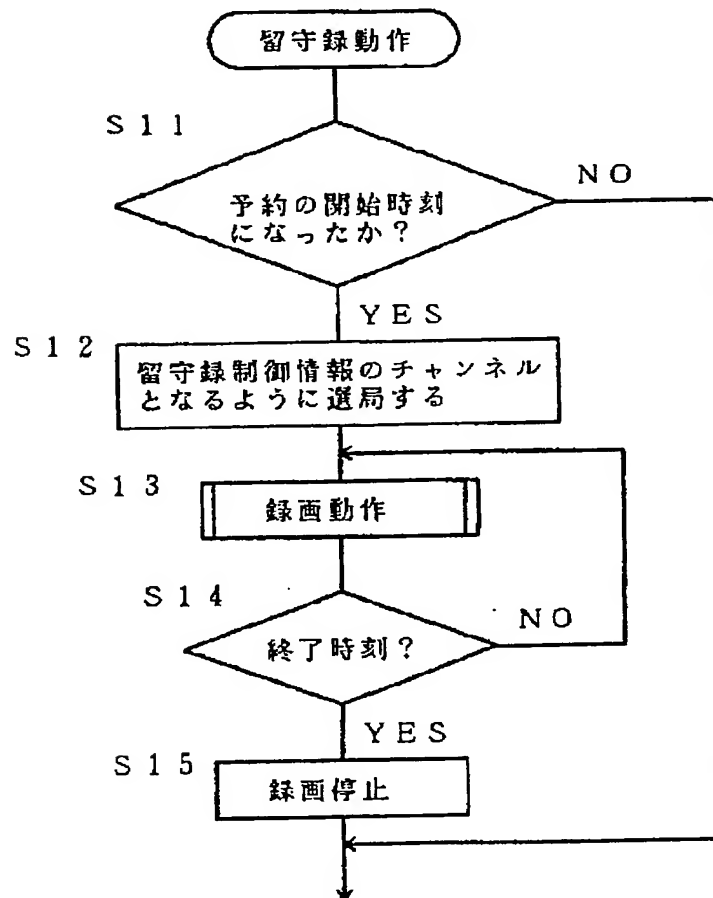 留守録動作
S11
予約の開始時刻
になったか?
NO
YES
S12
留守録制御情報のチャンネル
となるように選局する
S13
録画動作
S14
終了時刻?
NO
YES
S15
録画停止